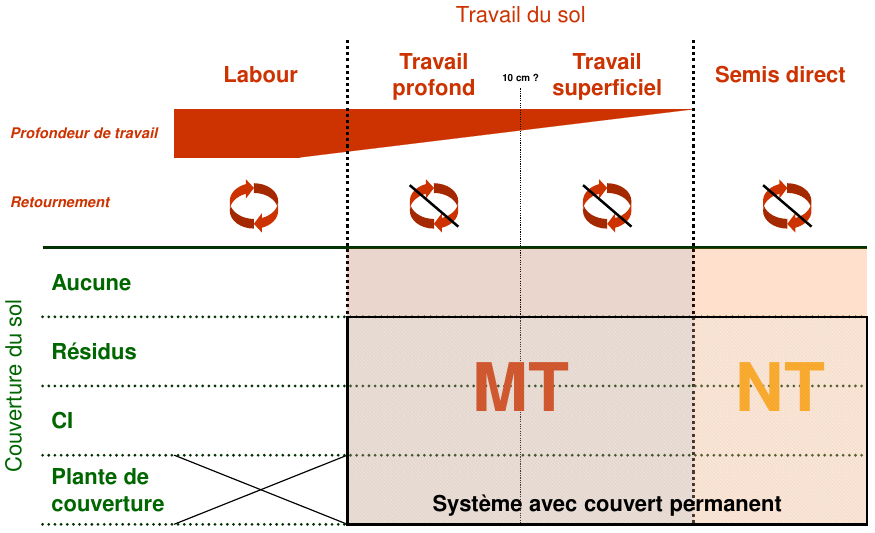 Travail du sol
Labour
Travail
profond
10 cm ?
Travail
superficiel
Semis direct
Profondeur de travail
Retournement
Couverture du sol
Aucune
Résidus
CI
Plante de
couverture
MT
NT
Système avec couvert permanent